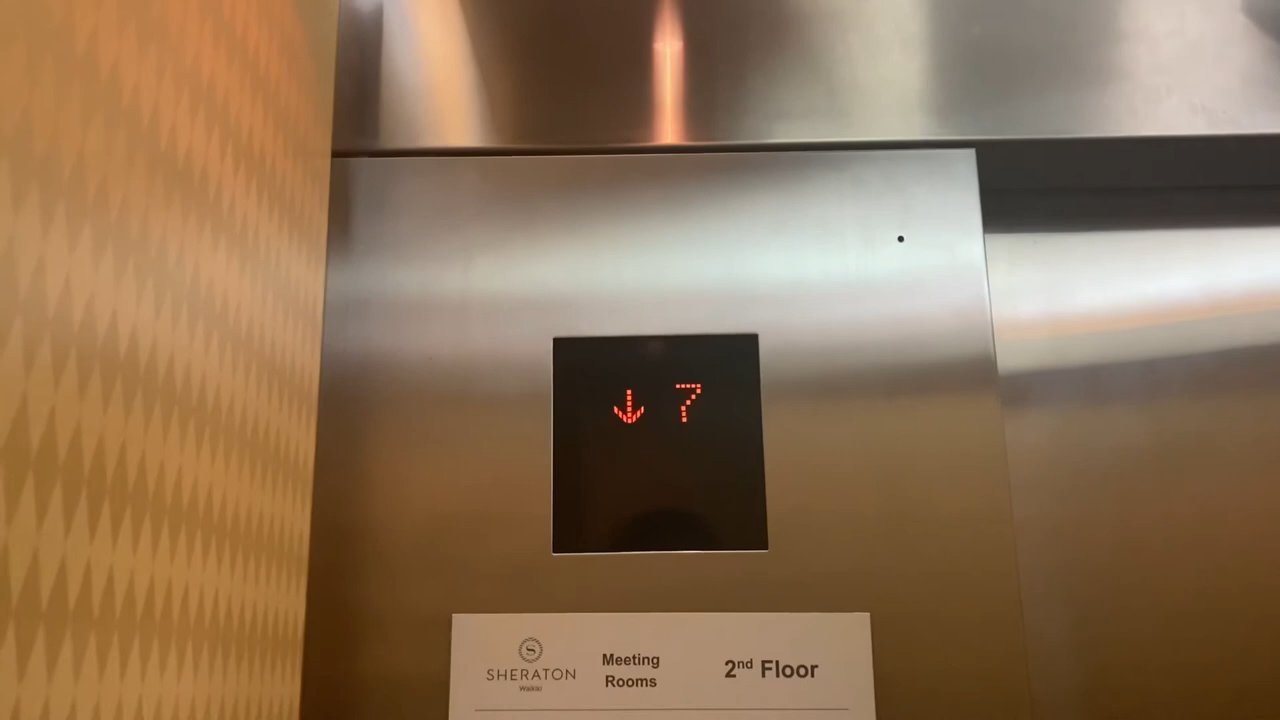 ↓ 7
S
SHERATON
Waikiki
Meeting
Rooms
2nd Floor